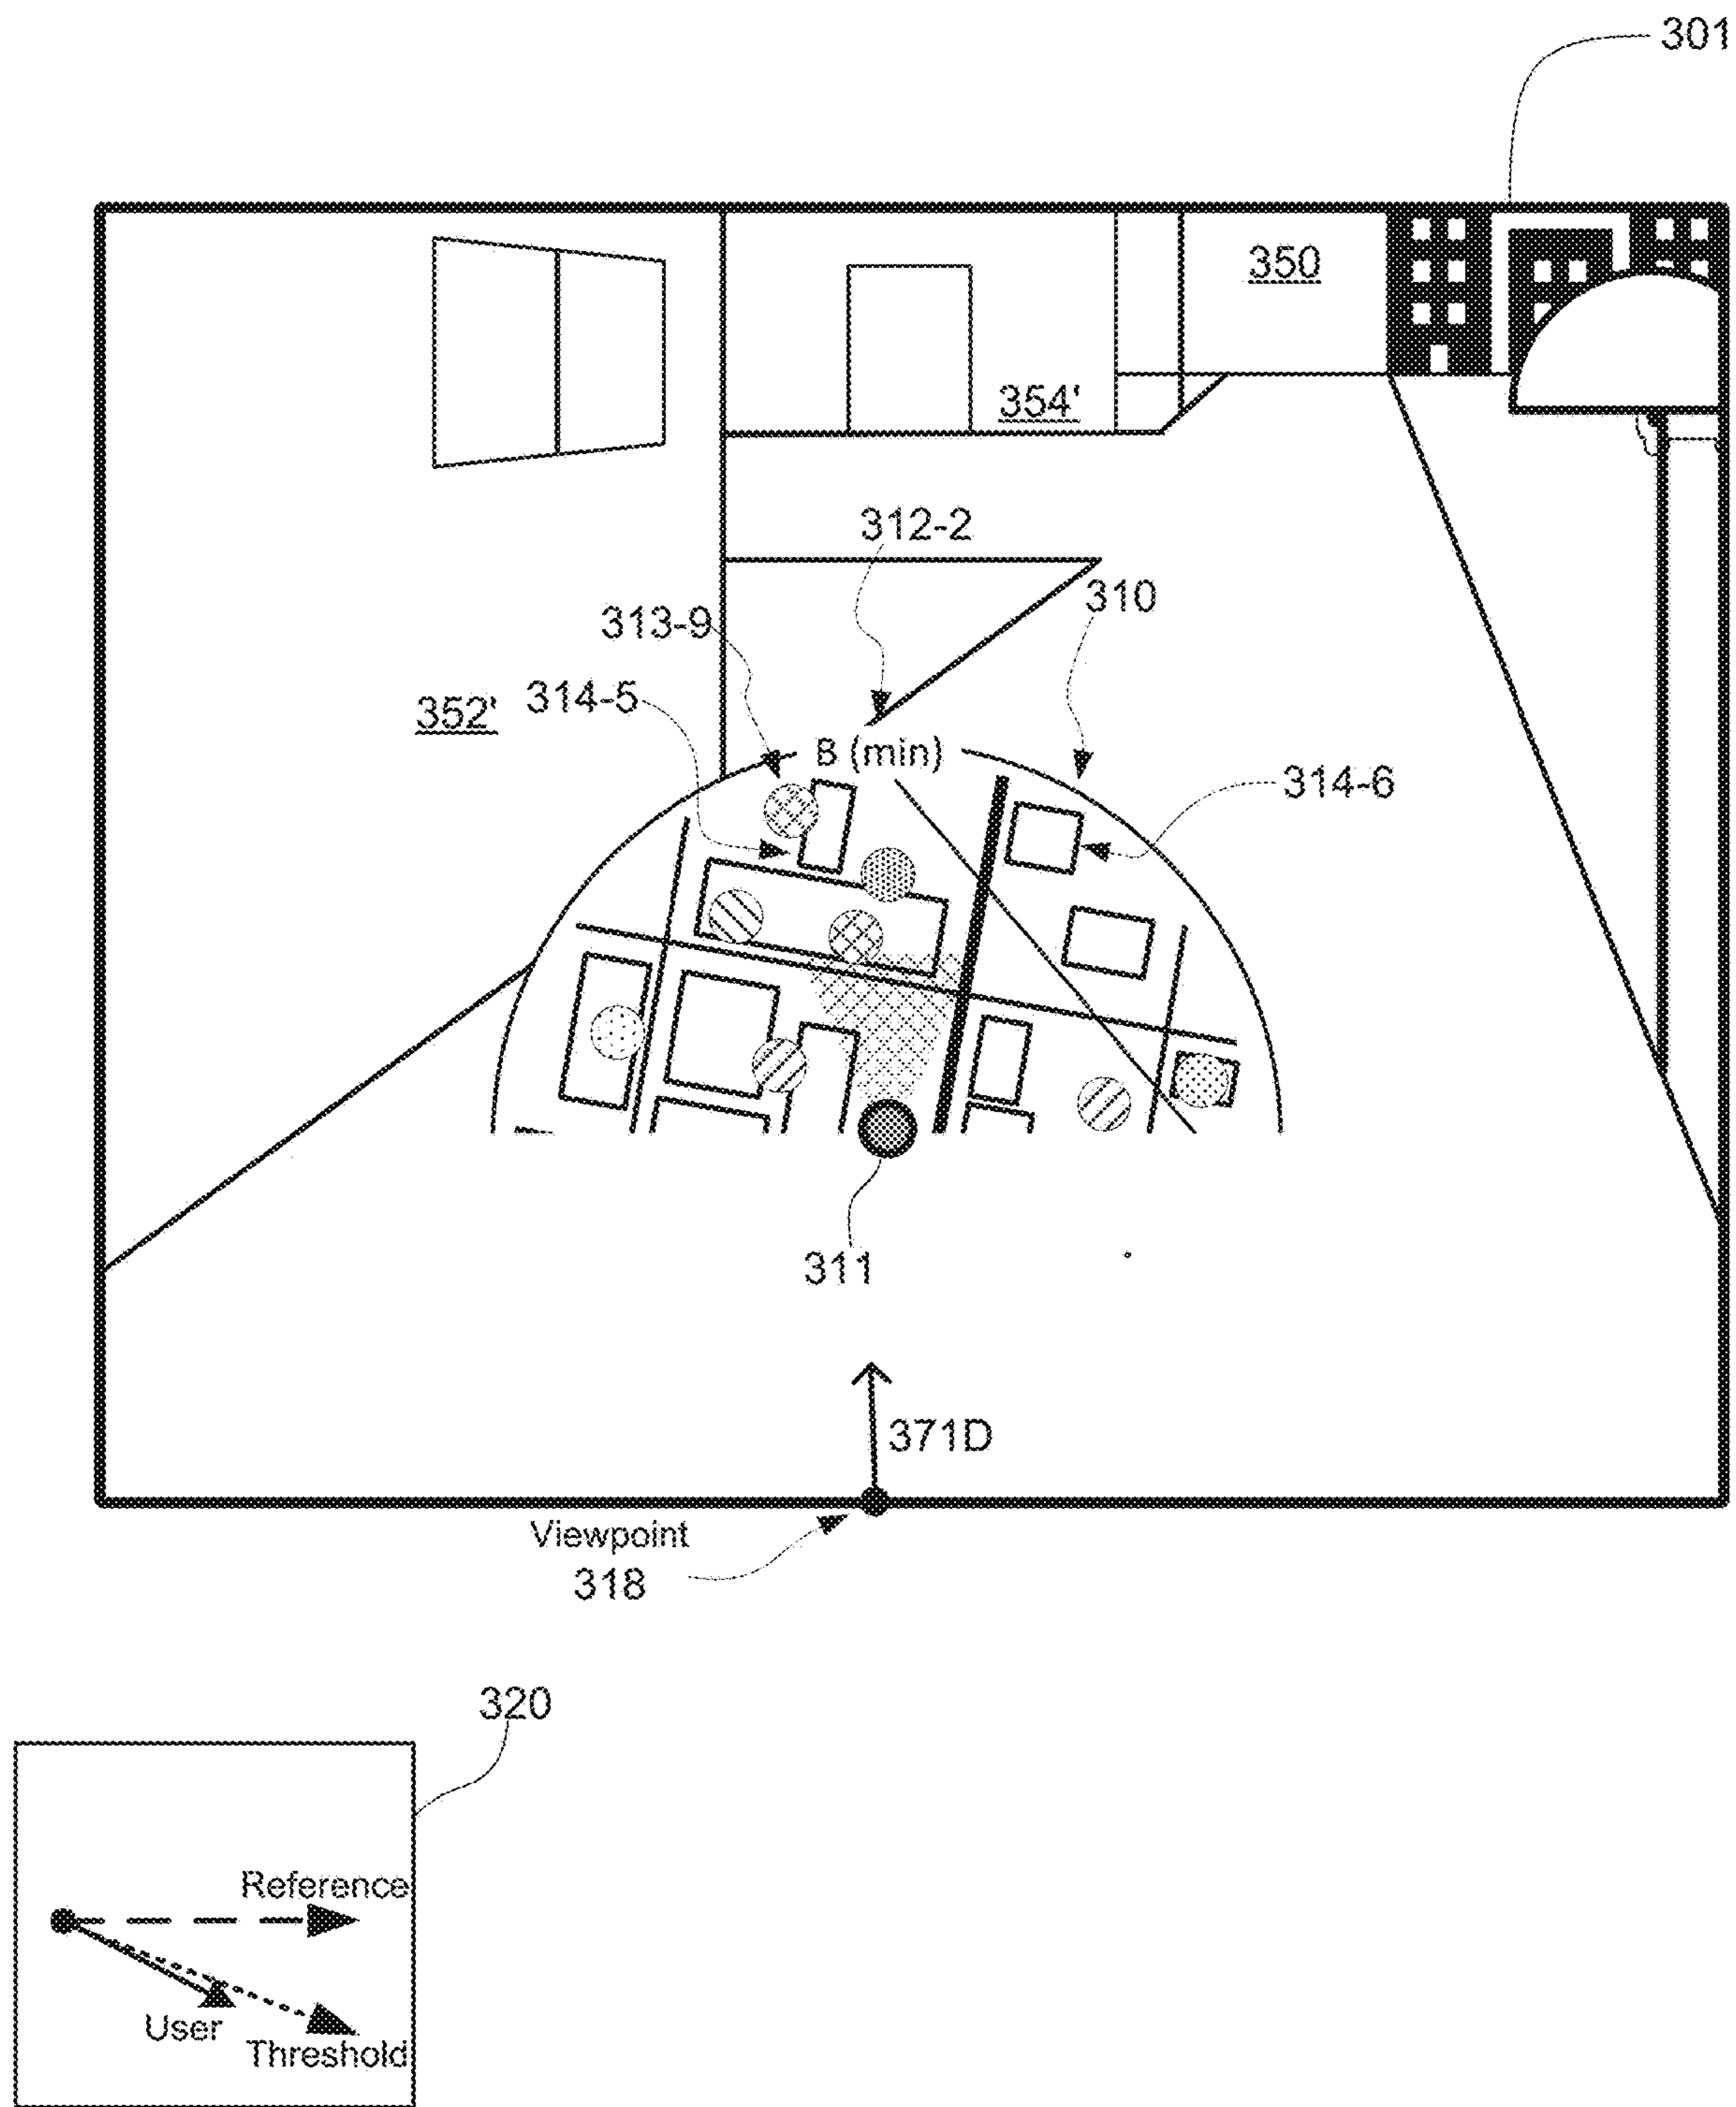 301
350
354'
312-2
310
313-9
314-5
352'
B (min)
314-6
311
371D
Viewpoint
318
320
Reference
User
Threshold